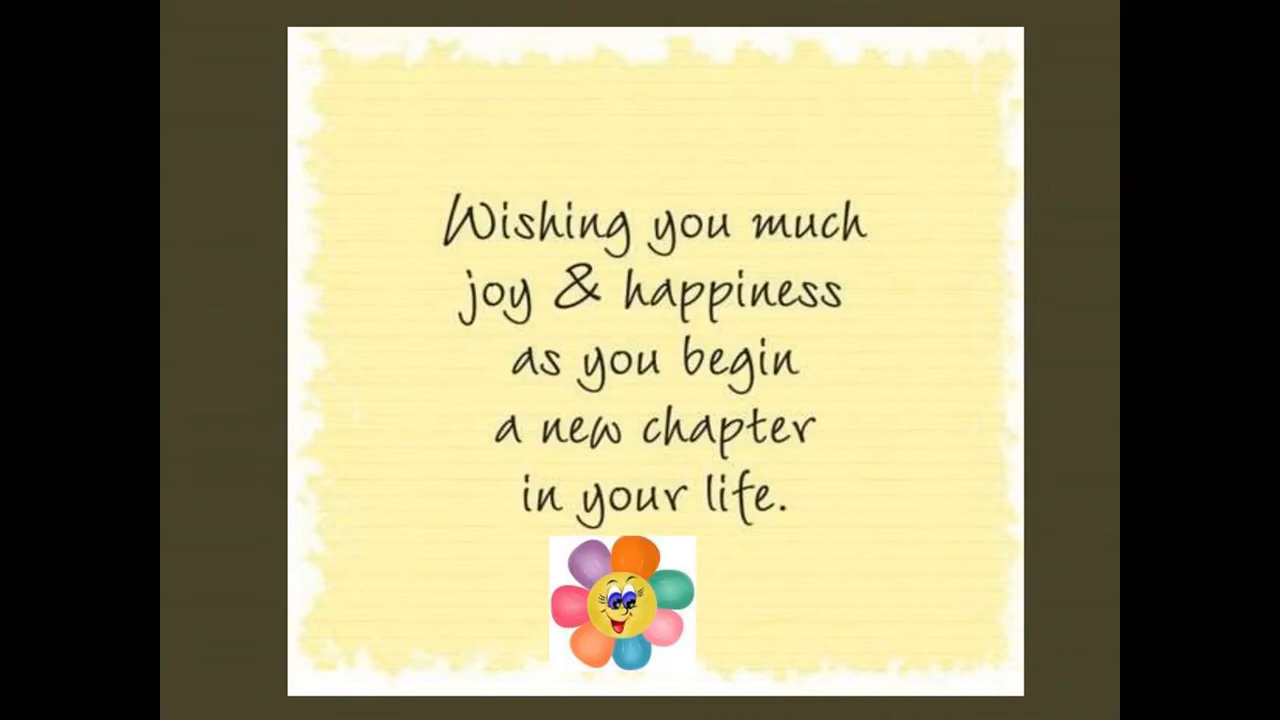 Wishing you much
joy & happiness
as you begin
a new chapter
in your life.